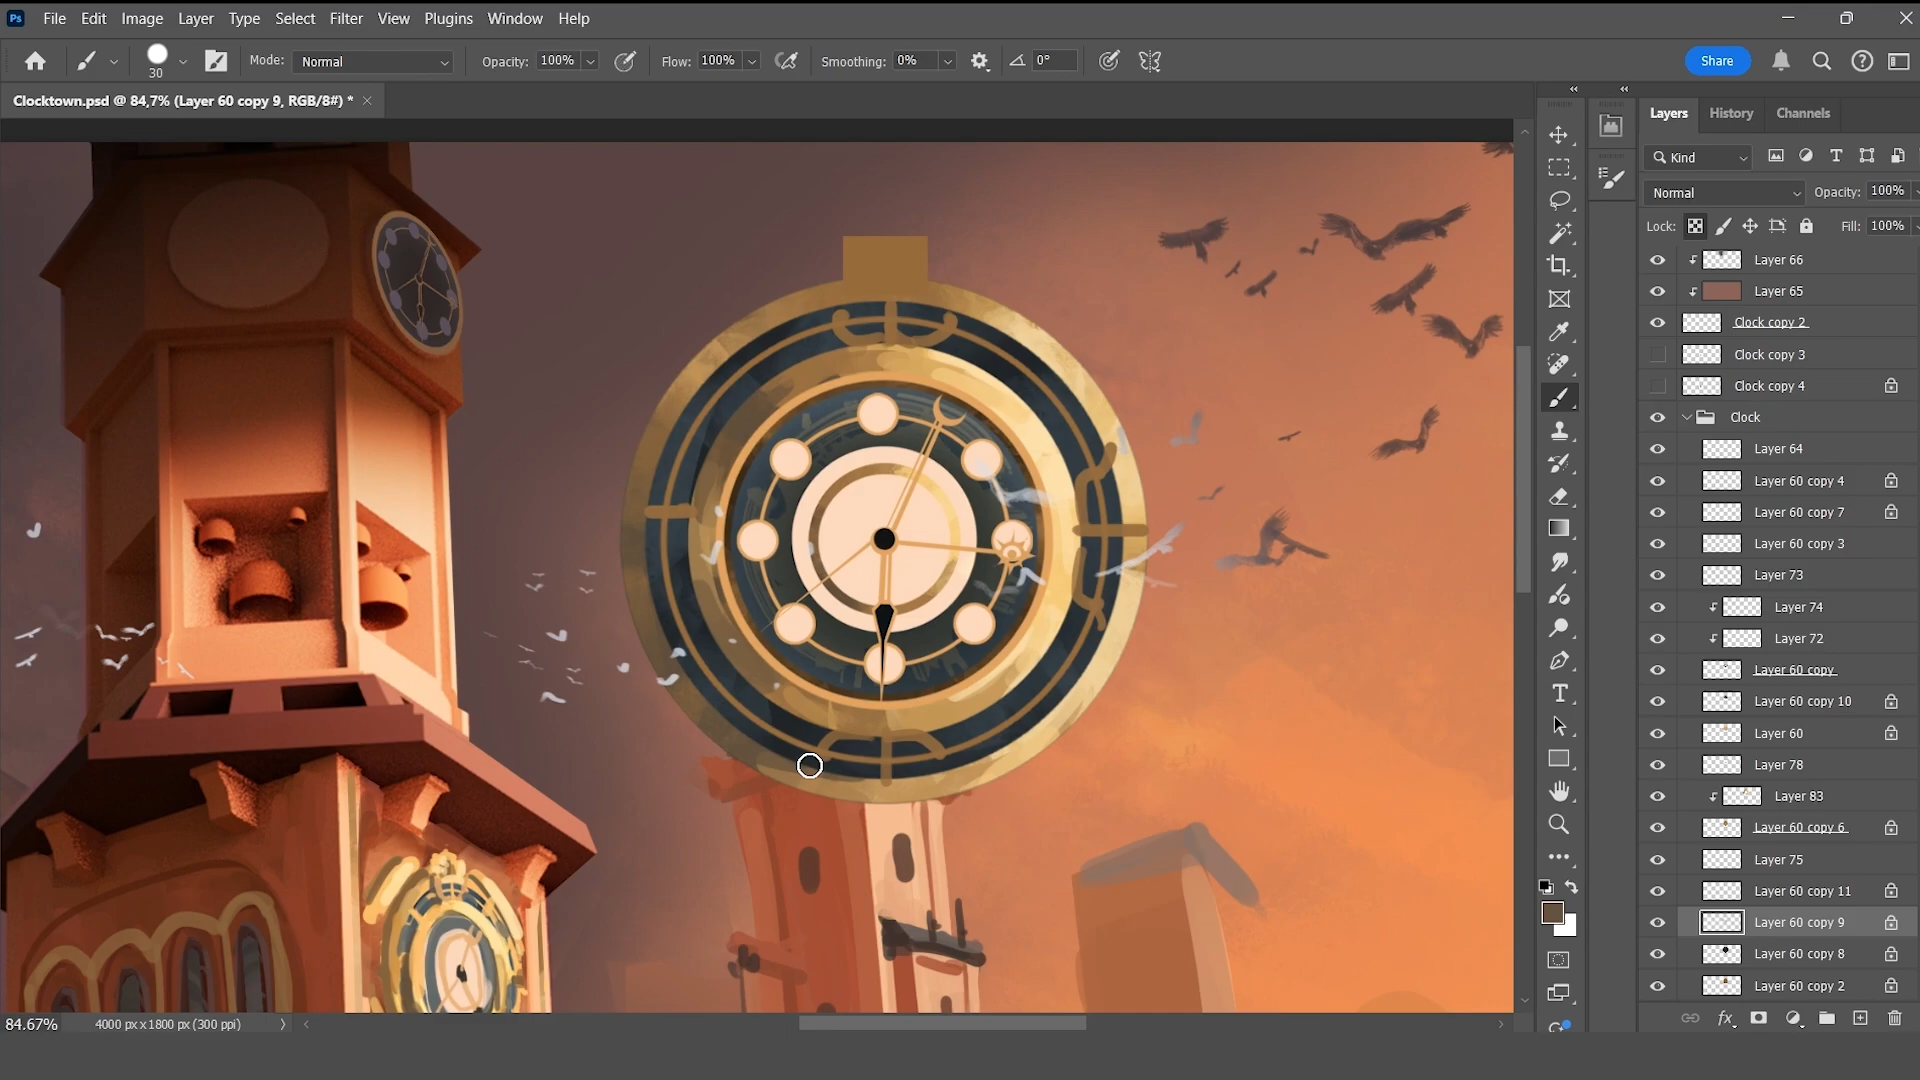 Ps File Edit Image Layer Type Select Filter View Plugins Window Help
30 Mode: Normal Opacity: 100% Flow: 100% Smoothing: 0% 0° Share
Clocktown.psd @ 84,7% (Layer 60 copy 9, RGB/8#) *
Layers History Channels
Kind
Normal Opacity: 100%
Lock: Fill: 100%
Layer 66
Layer 65
Clock copy 2
Clock copy 3
Clock copy 4
Clock
Layer 64
Layer 60 copy 4
Layer 60 copy 7
Layer 60 copy 3
Layer 73
Layer 74
Layer 72
Layer 60 copy
Layer 60 copy 10
Layer 60
Layer 78
Layer 83
Layer 60 copy 6
Layer 75
Layer 60 copy 11
Layer 60 copy 9
Layer 60 copy 8
Layer 60 copy 2
84.67% 4000 px x 1800 px (300 ppi)